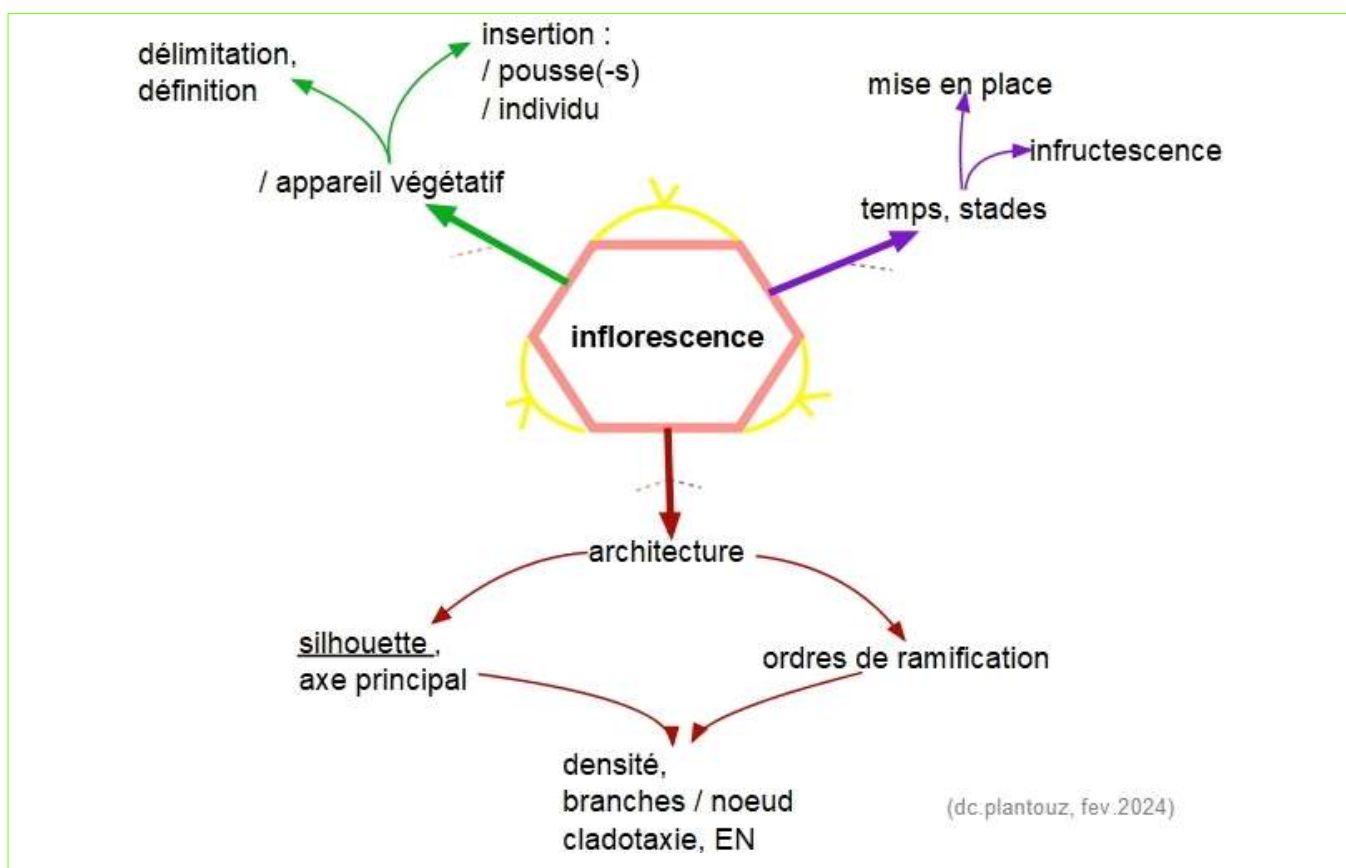 délimitation,
définition
insertion :
/ pousse(-s)
/ individu
/ appareil végétatif
mise en place
infructescence
temps, stades
inflorescence
architecture
silhouette ,
axe principal
ordres de ramification
densité,
branches / noeud
cladotaxie, EN
(dc.plantouz, fev.2024)